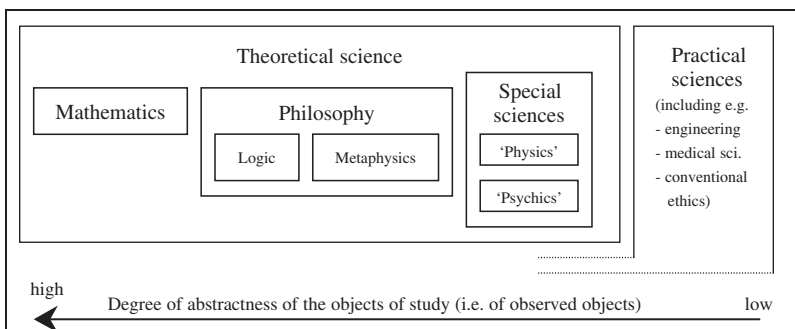 Theoretical science
Mathematics
Philosophy
Logic
Metaphysics
Special
sciences
‘Physics’
‘Psychics’
Practical
sciences
(including e.g.
- engineering
- medical sci.
- conventional
ethics)
high
Degree of abstractness of the objects of study (i.e. of observed objects)
low